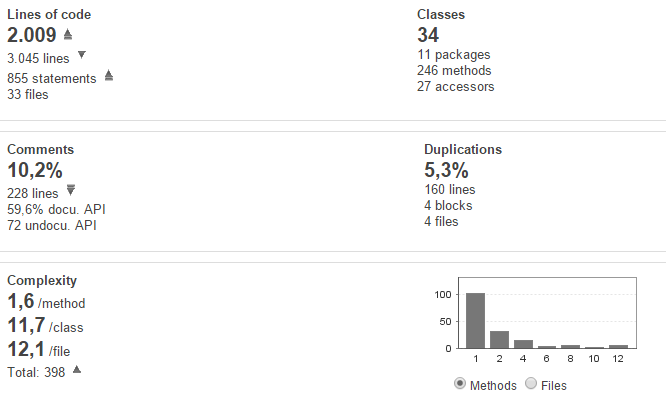 Lines of code
2.009
3.045 lines
855 statements
33 files
Classes
34
11 packages
246 methods
27 accessors
Comments
10,2%
228 lines
59,6% docu. API
72 undocu. API
Duplications
5,3%
160 lines
4 blocks
4 files
Complexity
1,6 /method
11,7 /class
12,1 /file
Total: 398
100
50
0
1 2 4 6 8 10 12
Methods Files